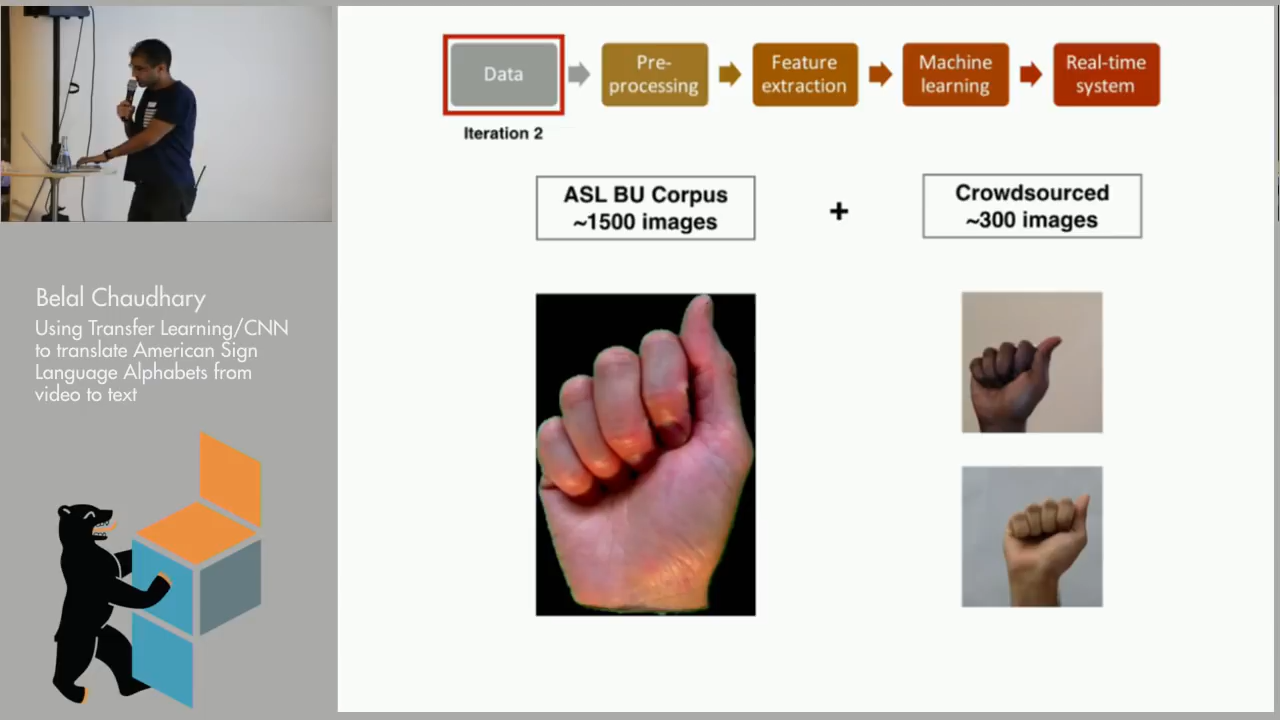 Data
Pre-
processing
Feature
extraction
Machine
learning
Real-time
system
Iteration 2
ASL BU Corpus
~1500 images
+
Crowdsourced
~300 images
Belal Chaudhary
Using Transfer Learning/CNN
to translate American Sign
Language Alphabets from
video to text